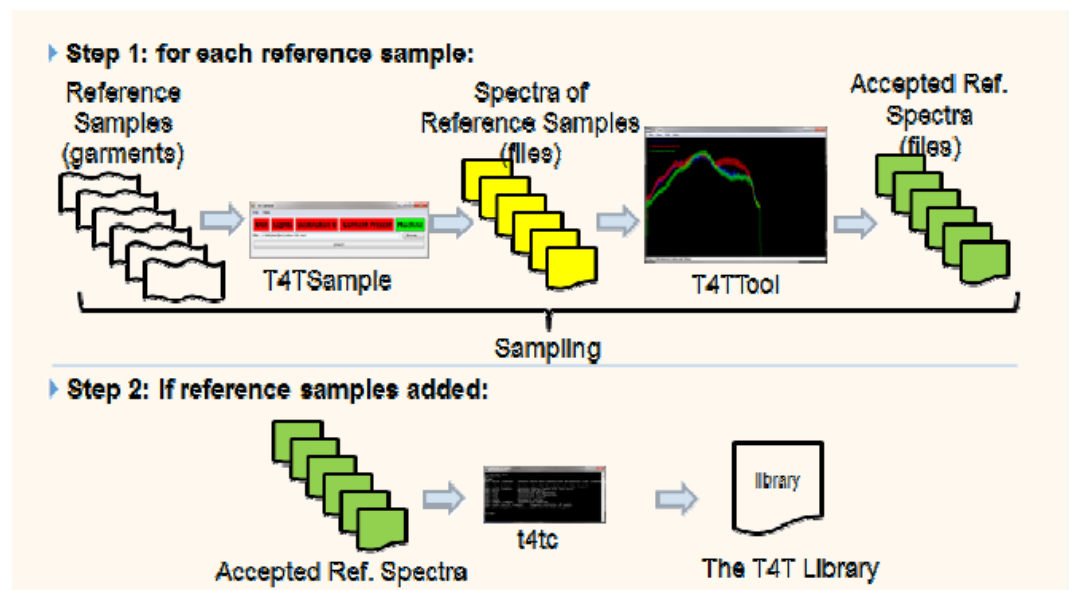 Step 1: for each reference sample:
Reference
Samples
(garments)
Spectra of
Reference Samples
(files)
Accepted Ref.
Spectra
(files)
T4TSample
T4TTool
Sampling
Step 2: If reference samples added:
library
t4tc
Accepted Ref. Spectra
The T4T Library